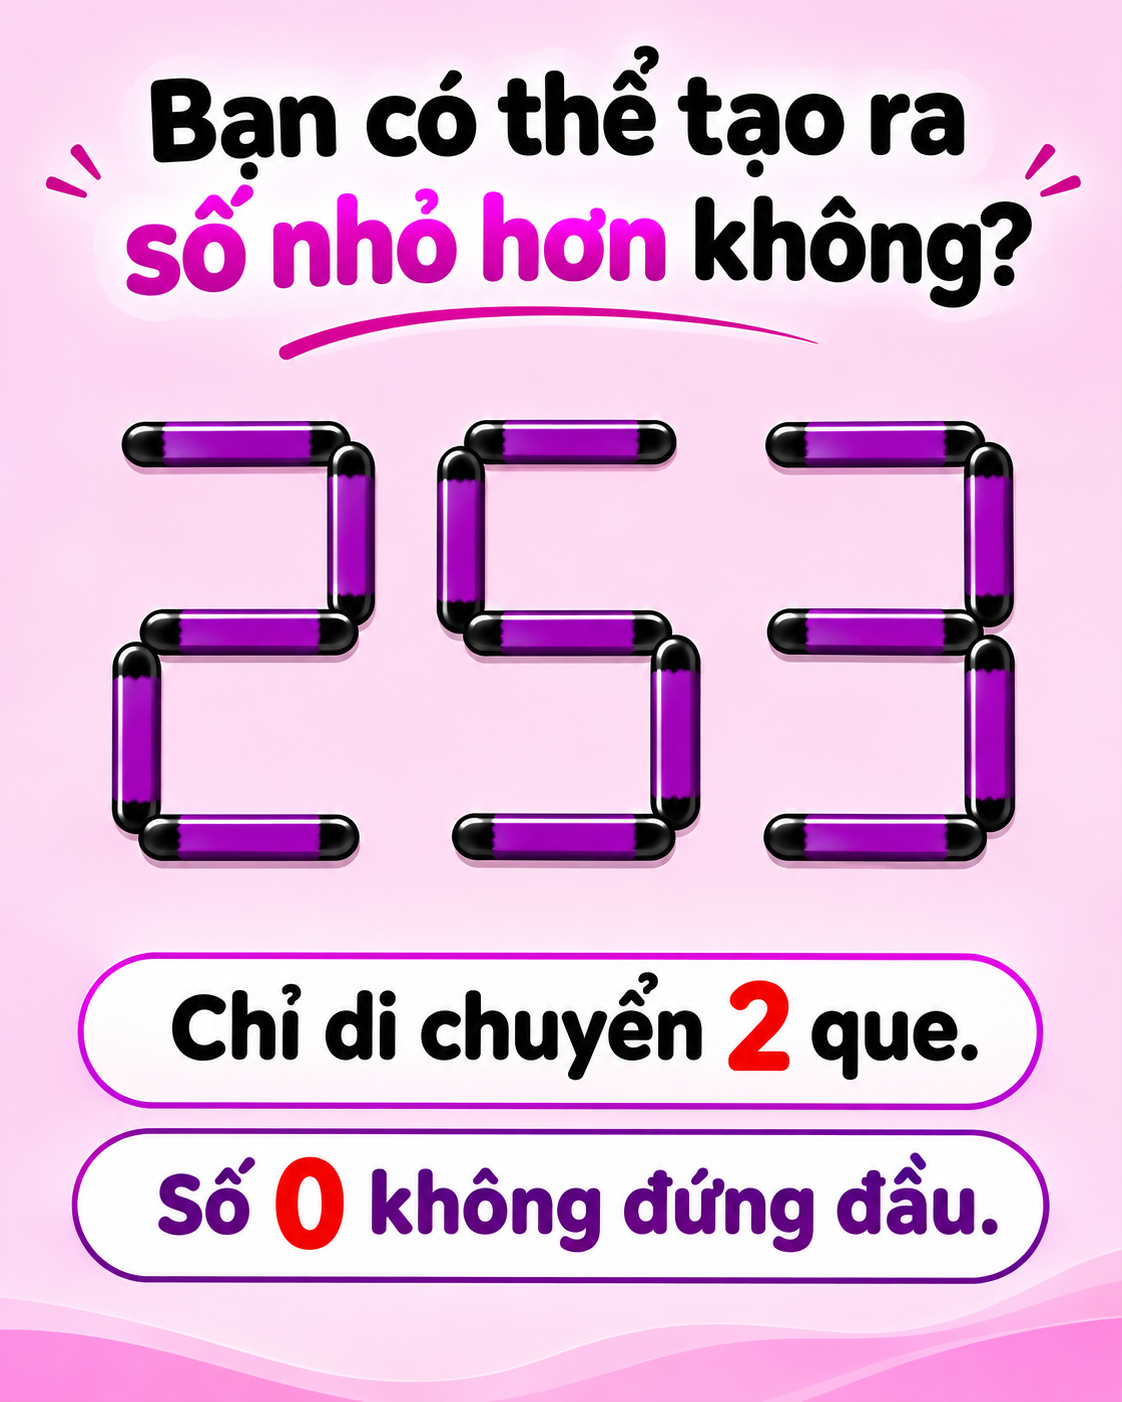 Bạn có thể tạo ra
số nhỏ hơn không?
253
Chỉ di chuyển 2 que.
Số 0 không đứng đầu.